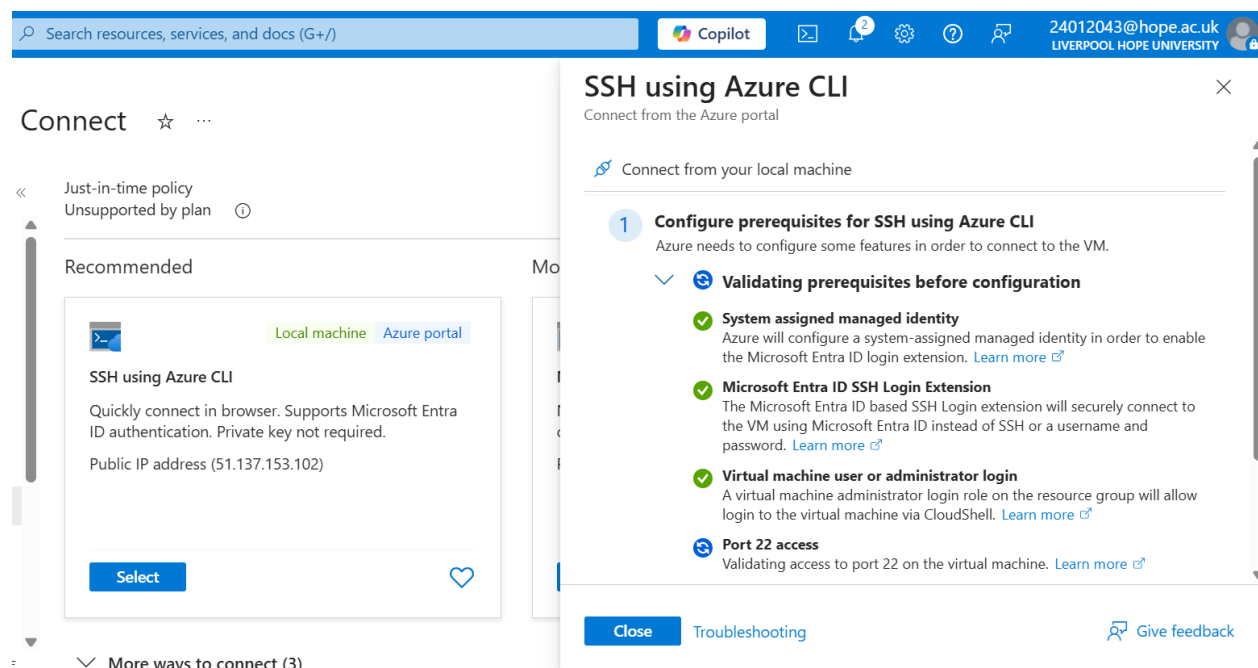 Search resources, services, and docs (G+/)
Copilot
2
24012043@hope.ac.uk
LIVERPOOL HOPE UNIVERSITY
Connect
Just-in-time policy
Unsupported by plan
Recommended
Mo
Local machine
Azure portal
SSH using Azure CLI
Quickly connect in browser. Supports Microsoft Entra
ID authentication. Private key not required.
Public IP address (51.137.153.102)
Select
More ways to connect (3)
SSH using Azure CLI
Connect from the Azure portal
Connect from your local machine
1
Configure prerequisites for SSH using Azure CLI
Azure needs to configure some features in order to connect to the VM.
Validating prerequisites before configuration
System assigned managed identity
Azure will configure a system-assigned managed identity in order to enable
the Microsoft Entra ID login extension. Learn more
Microsoft Entra ID SSH Login Extension
The Microsoft Entra ID based SSH Login extension will securely connect to
the VM using Microsoft Entra ID instead of SSH or a username and
password. Learn more
Virtual machine user or administrator login
A virtual machine administrator login role on the resource group will allow
login to the virtual machine via CloudShell. Learn more
Port 22 access
Validating access to port 22 on the virtual machine. Learn more
Close
Troubleshooting
Give feedback